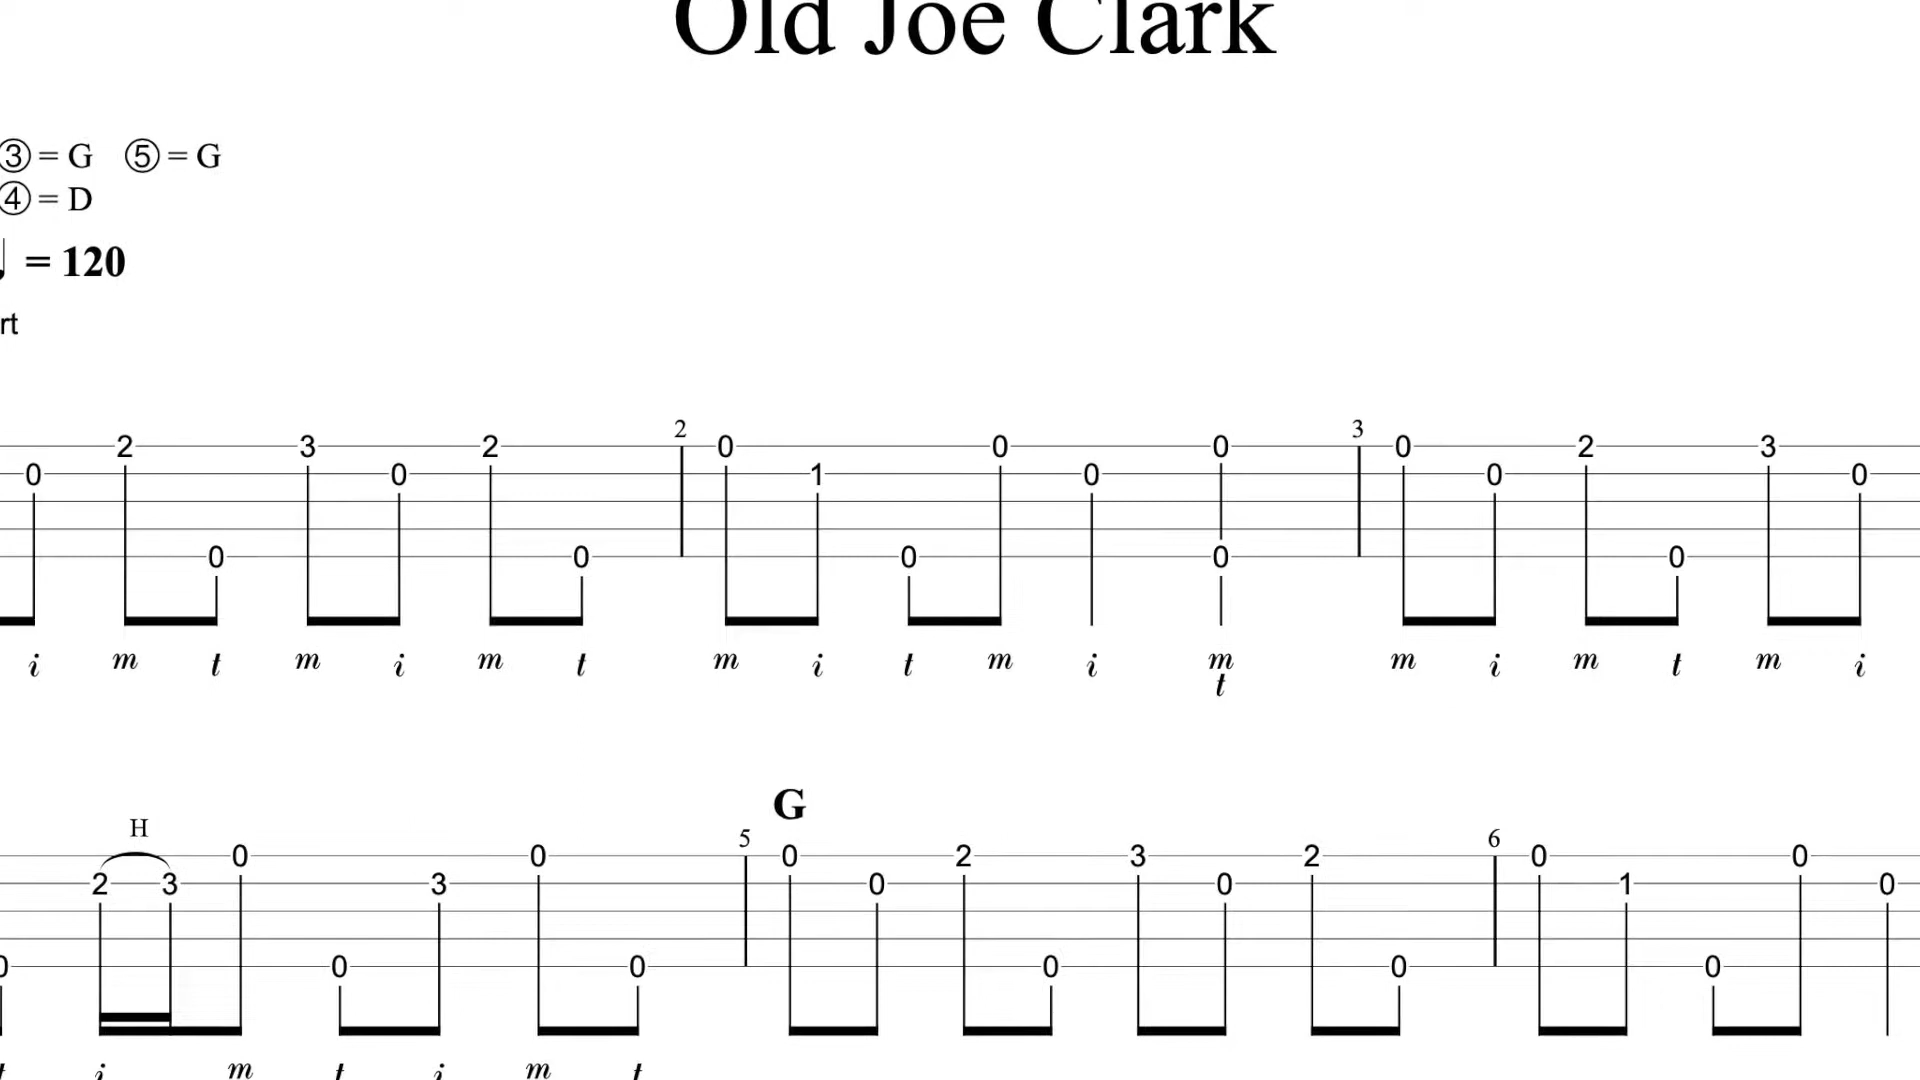 Old Joe Clark
③ = G ⑤ = G
④ = D
♩ = 120
rt
2 3
2 3 2 0 0 0 0 2 3
0 0 1 0 0 0
0 0 0 0 0
i m t m i m t m i t m i m m i m t m i
t
G
H 5 6
0 0 0 2 3 2 0 0
2 3 3 0 0 1 0
0 0 0 0 0 0
t i m t i m t